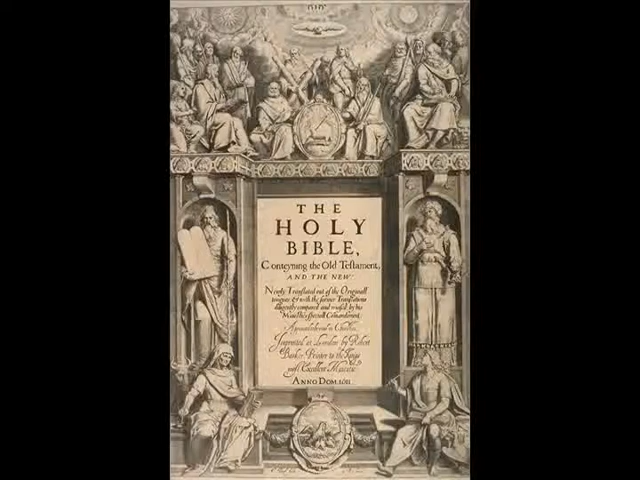 THE
HOLY
BIBLE,
Conteyning the Old Testament,
AND THE NEW:
Newly Translated out of the Originall
tongues & with the former Translations
diligently compared and reuised by his
Maiesties speciall Comandement
Appointed to be read in Churches
Imprinted at London by Robert
Barker, Printer to the Kings
most Excellent Maiestie
ANNO DOM. 1611